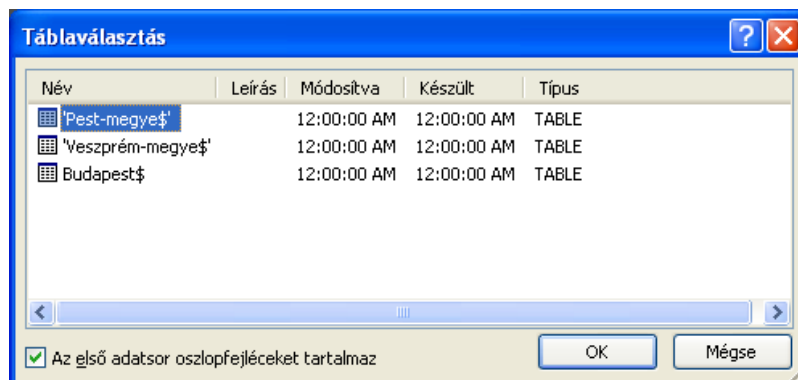 Táblaválasztás
Név Leírás Módosítva Készült Típus
'Pest-megye$' 12:00:00 AM 12:00:00 AM TABLE
'Veszprém-megye$' 12:00:00 AM 12:00:00 AM TABLE
Budapest$ 12:00:00 AM 12:00:00 AM TABLE
Az első adatsor oszlopfejléceket tartalmaz OK Mégse